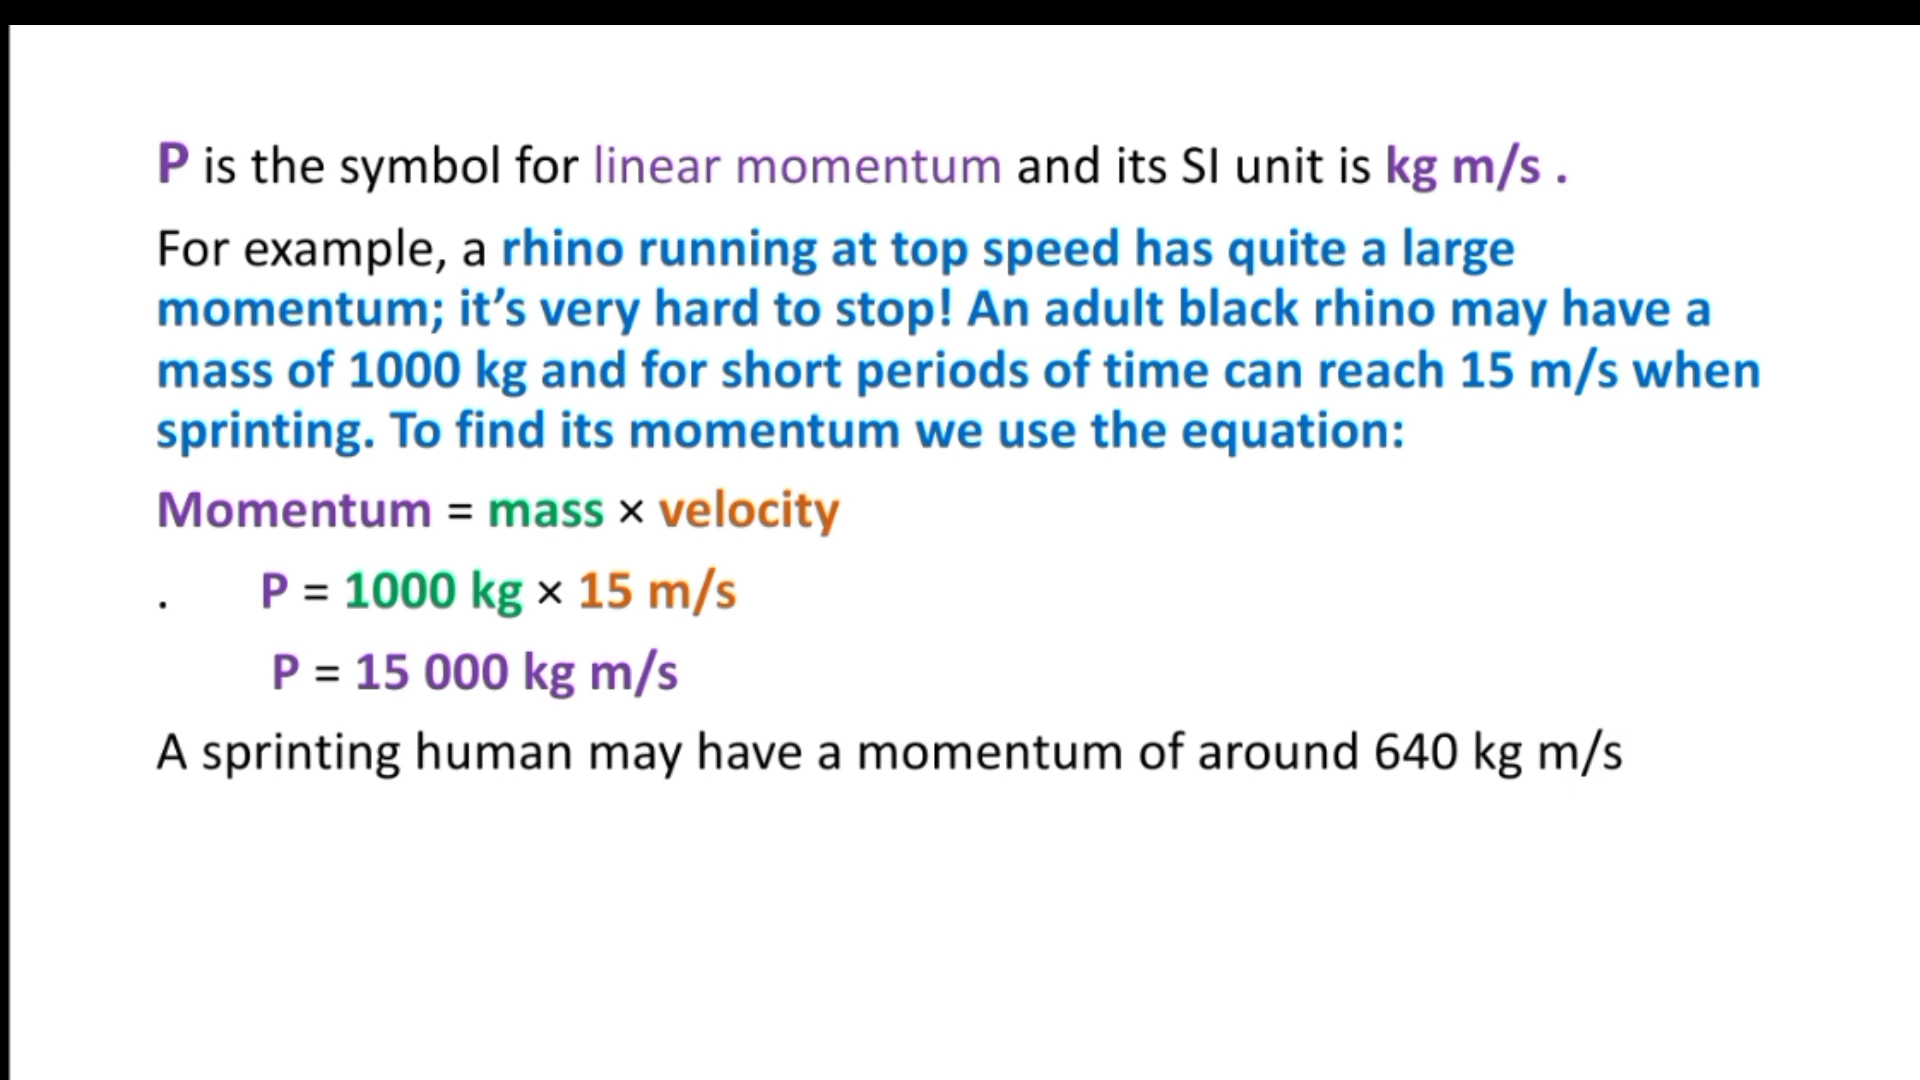 P is the symbol for linear momentum and its SI unit is kg m/s .
For example, a rhino running at top speed has quite a large
momentum; it’s very hard to stop! An adult black rhino may have a
mass of 1000 kg and for short periods of time can reach 15 m/s when
sprinting. To find its momentum we use the equation:
Momentum = mass × velocity
. P = 1000 kg × 15 m/s
P = 15 000 kg m/s
A sprinting human may have a momentum of around 640 kg m/s